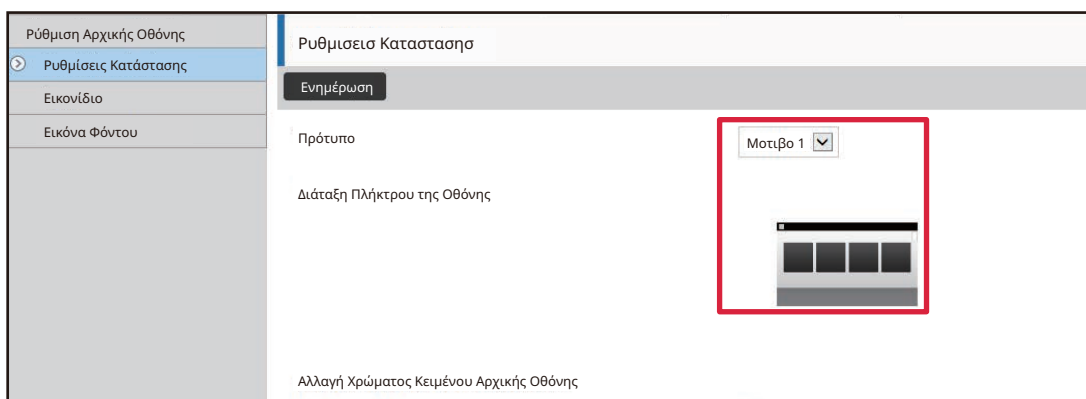 Ρύθμιση Αρχικής Οθόνης
Ρυθμίσεις Κατάστασης
Εικονίδιο
Εικόνα Φόντου
Ρυθμισεισ Καταστασησ
Ενημέρωση
Πρότυπο
Μοτιβο 1
Διάταξη Πλήκτρου της Οθόνης
Αλλαγή Χρώματος Κειμένου Αρχικής Οθόνης